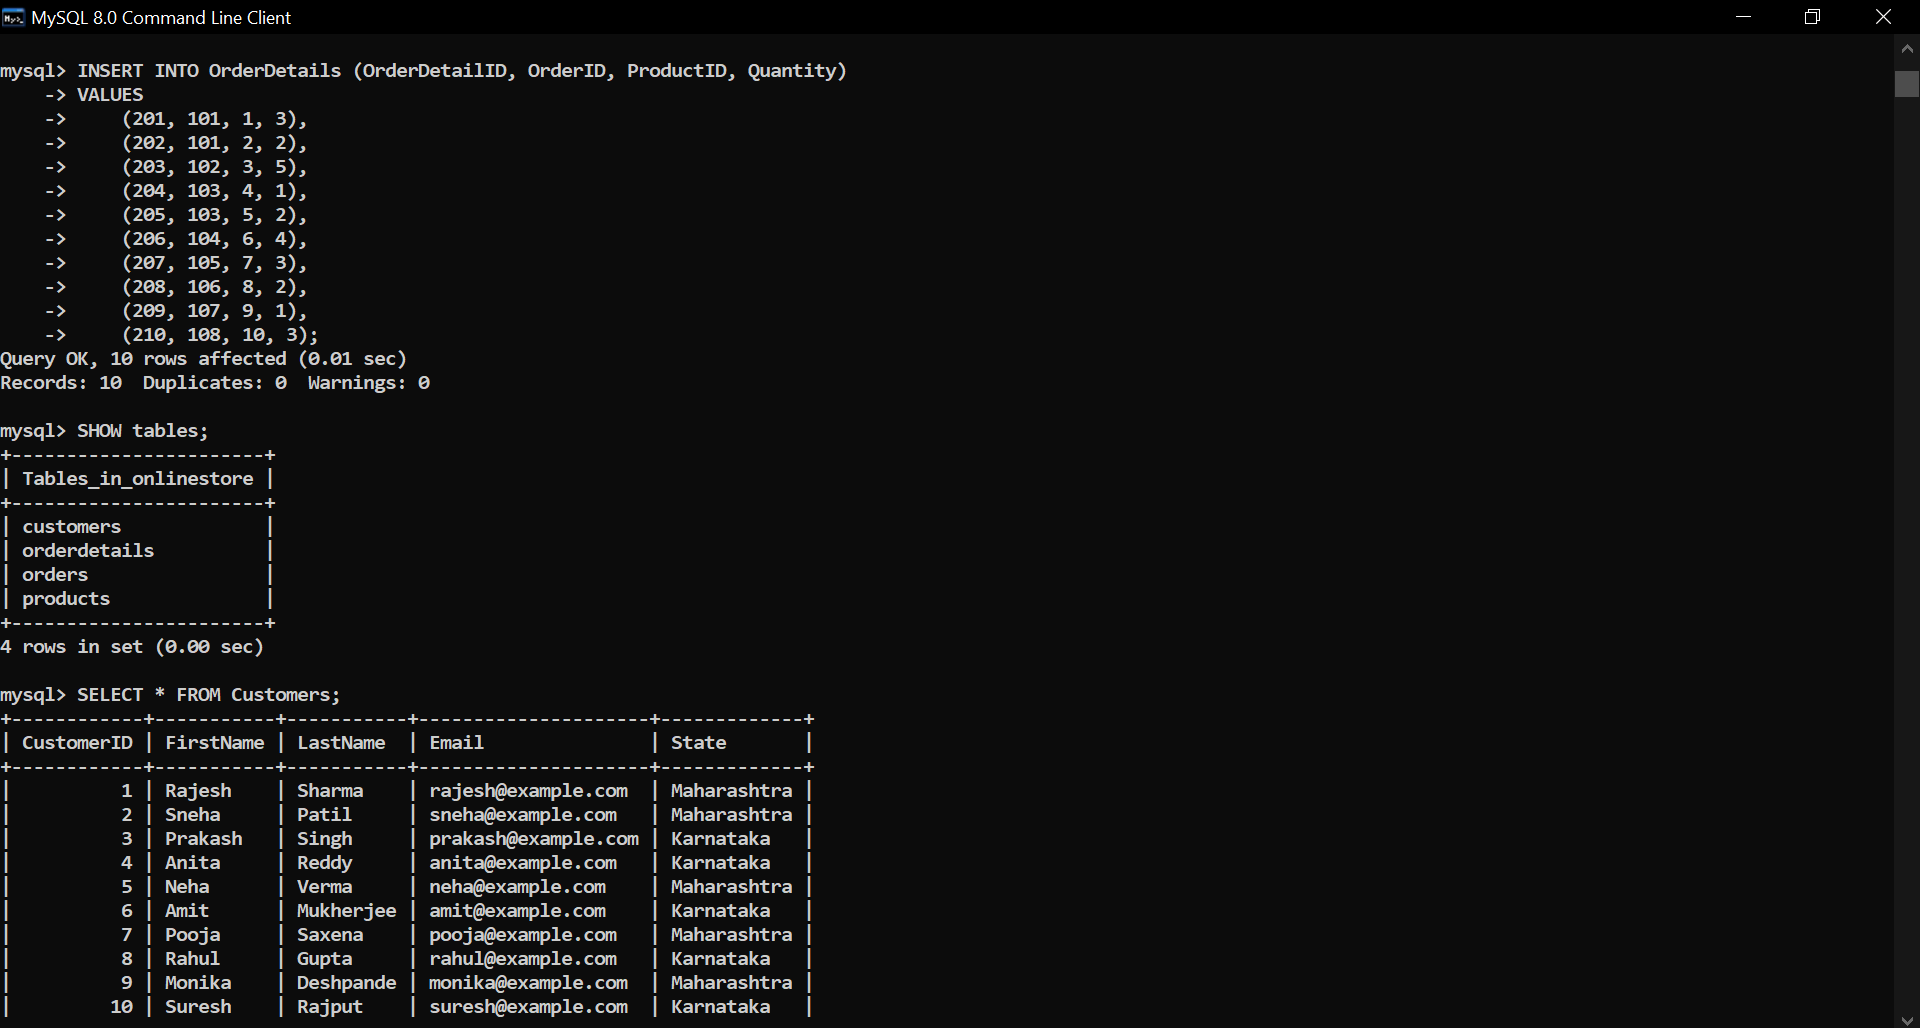 MySQL 8.0 Command Line Client
mysql> INSERT INTO OrderDetails (OrderDetailID, OrderID, ProductID, Quantity)
    -> VALUES
    ->     (201, 101, 1, 3),
    ->     (202, 101, 2, 2),
    ->     (203, 102, 3, 5),
    ->     (204, 103, 4, 1),
    ->     (205, 103, 5, 2),
    ->     (206, 104, 6, 4),
    ->     (207, 105, 7, 3),
    ->     (208, 106, 8, 2),
    ->     (209, 107, 9, 1),
    ->     (210, 108, 10, 3);
Query OK, 10 rows affected (0.01 sec)
Records: 10  Duplicates: 0  Warnings: 0
mysql> SHOW tables;
+-----------------------+
| Tables_in_onlinestore |
+-----------------------+
| customers             |
| orderdetails          |
| orders                |
| products              |
+-----------------------+
4 rows in set (0.00 sec)
mysql> SELECT * FROM Customers;
+------------+-----------+-----------+---------------------+-------------+
| CustomerID | FirstName | LastName  | Email               | State       |
+------------+-----------+-----------+---------------------+-------------+
|          1 | Rajesh    | Sharma    | rajesh@example.com  | Maharashtra |
|          2 | Sneha     | Patil     | sneha@example.com   | Maharashtra |
|          3 | Prakash   | Singh     | prakash@example.com | Karnataka   |
|          4 | Anita     | Reddy     | anita@example.com   | Karnataka   |
|          5 | Neha      | Verma     | neha@example.com    | Maharashtra |
|          6 | Amit      | Mukherjee | amit@example.com    | Karnataka   |
|          7 | Pooja     | Saxena    | pooja@example.com   | Maharashtra |
|          8 | Rahul     | Gupta     | rahul@example.com   | Karnataka   |
|          9 | Monika    | Deshpande | monika@example.com  | Maharashtra |
|         10 | Suresh    | Rajput    | suresh@example.com  | Karnataka   |